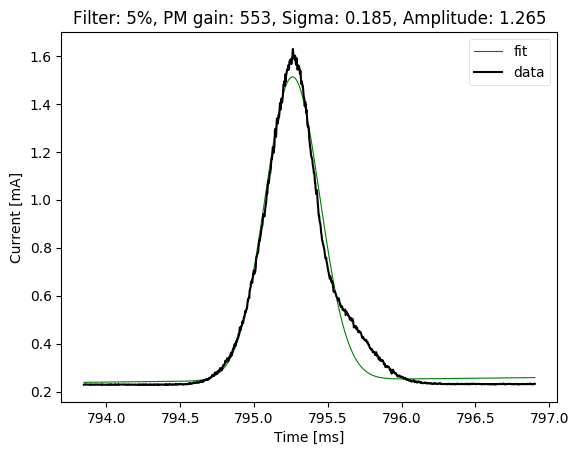 Filter: 5%, PM gain: 553, Sigma: 0.185, Amplitude: 1.265
fit
data
1.6
1.4
1.2
1.0
0.8
0.6
0.4
0.2
Current [mA]
794.0 794.5 795.0 795.5 796.0 796.5 797.0
Time [ms]